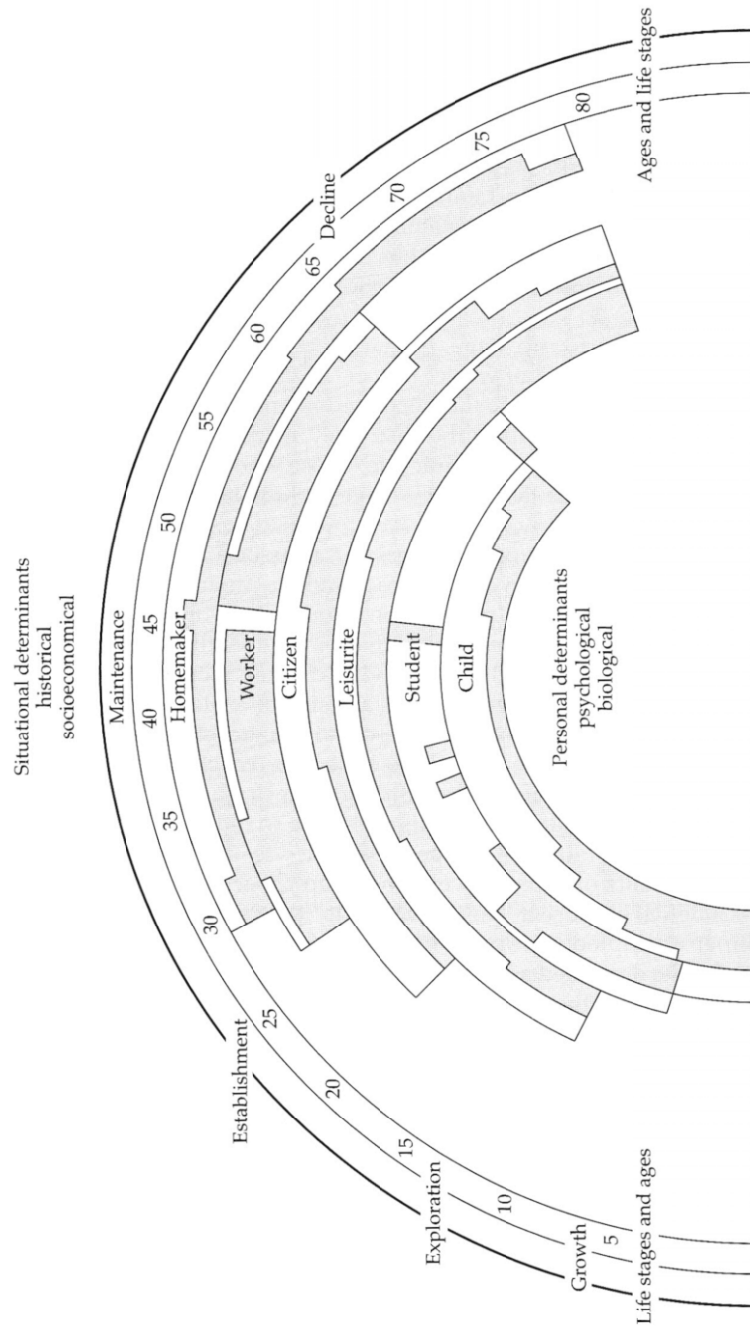 Situational determinants
historical
socioeconomical
Maintenance
45
40
50
Homemaker
35
55
30
60
Establishment
25
65
Decline
20
70
15
75
Exploration
10
80
Growth
5
Life stages and ages
Ages and life stages
Worker
Citizen
Leisurite
Student
Child
Personal determinants
psychological
biological